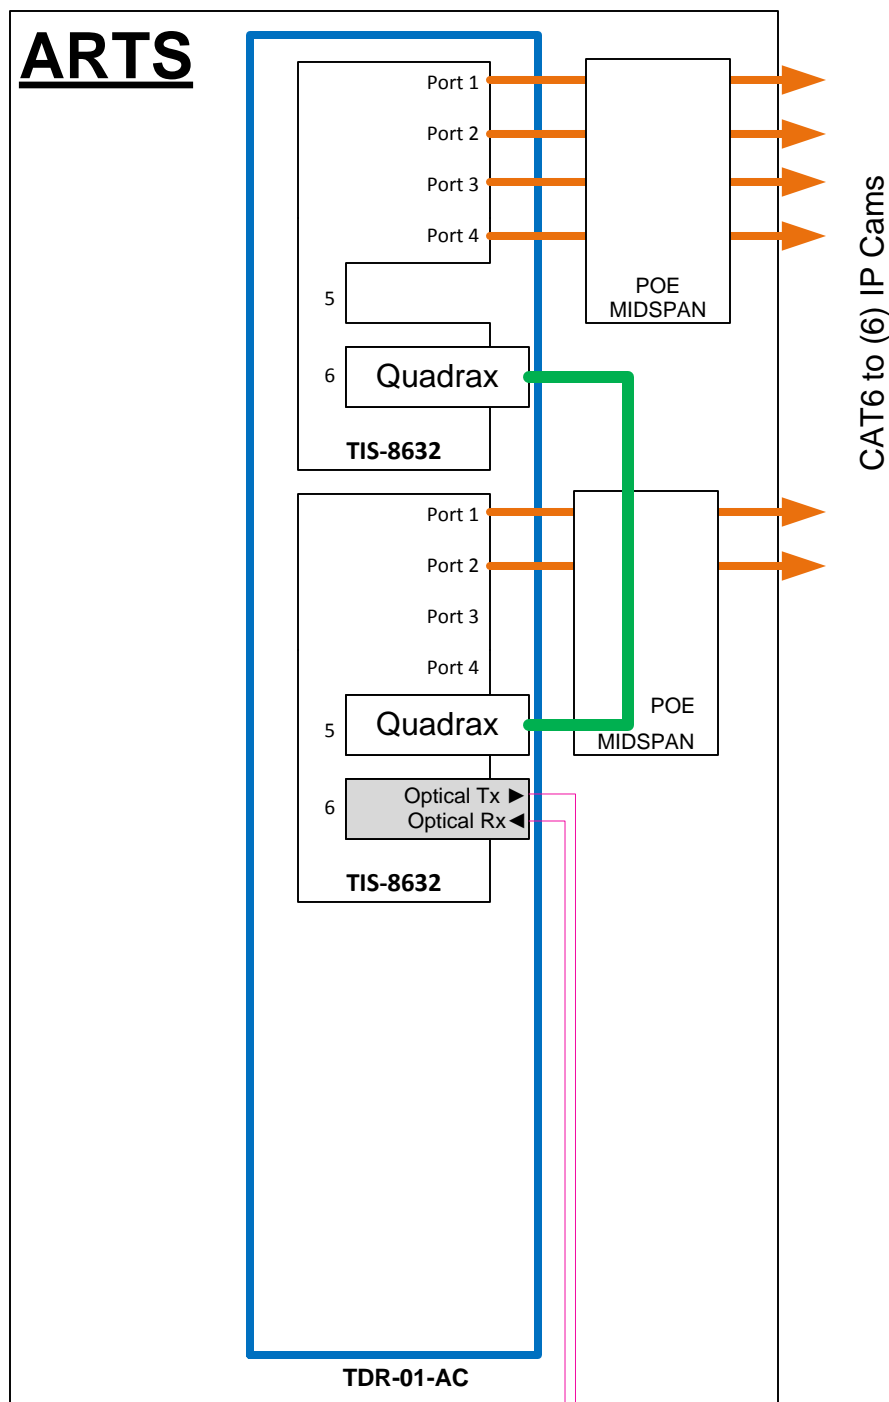 ARTS
Port 1
Port 2
Port 3
Port 4
5
6
Quadrax
TIS-8632
POE
MIDSPAN
CAT6 to (6) IP Cams
Port 1
Port 2
Port 3
Port 4
5
Quadrax
6
Optical Tx ►
Optical Rx◄
TIS-8632
POE
MIDSPAN
TDR-01-AC